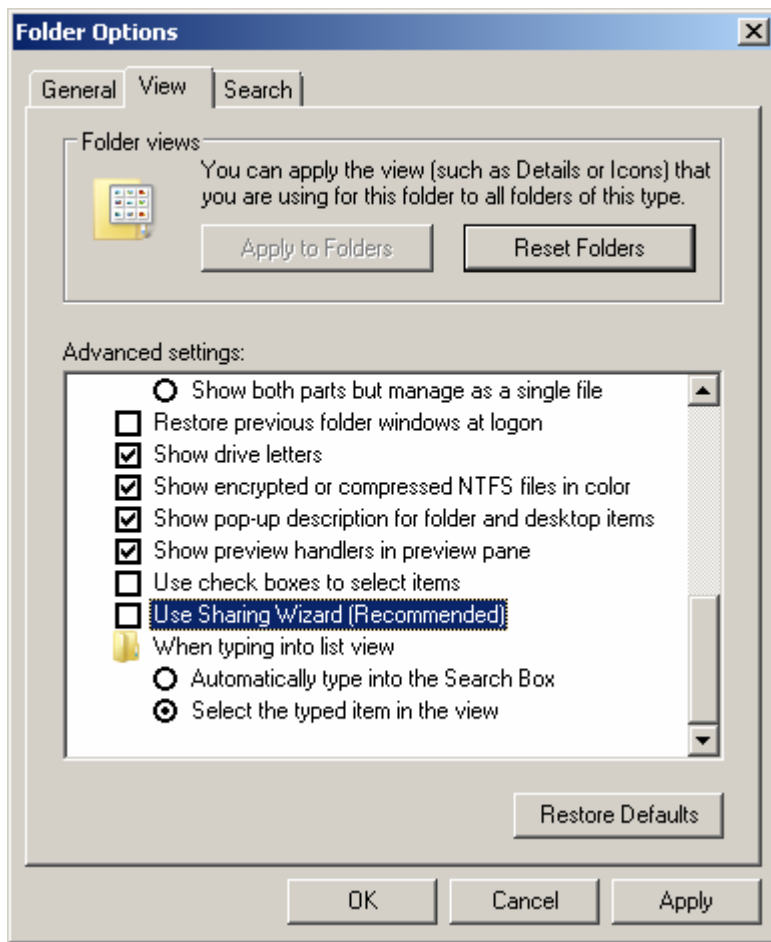 Folder Options
General View Search
Folder views
You can apply the view (such as Details or Icons) that
you are using for this folder to all folders of this type.
Apply to Folders Reset Folders
Advanced settings:
Show both parts but manage as a single file
Restore previous folder windows at logon
Show drive letters
Show encrypted or compressed NTFS files in color
Show pop-up description for folder and desktop items
Show preview handlers in preview pane
Use check boxes to select items
Use Sharing Wizard (Recommended)
When typing into list view
Automatically type into the Search Box
Select the typed item in the view
Restore Defaults
OK Cancel Apply